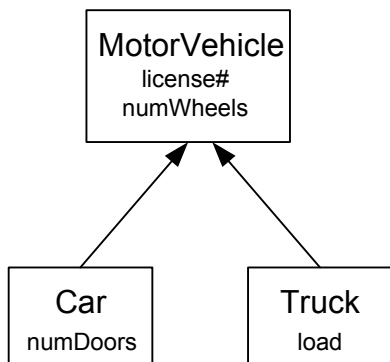 MotorVehicle
license#
numWheels
Car
numDoors
Truck
load